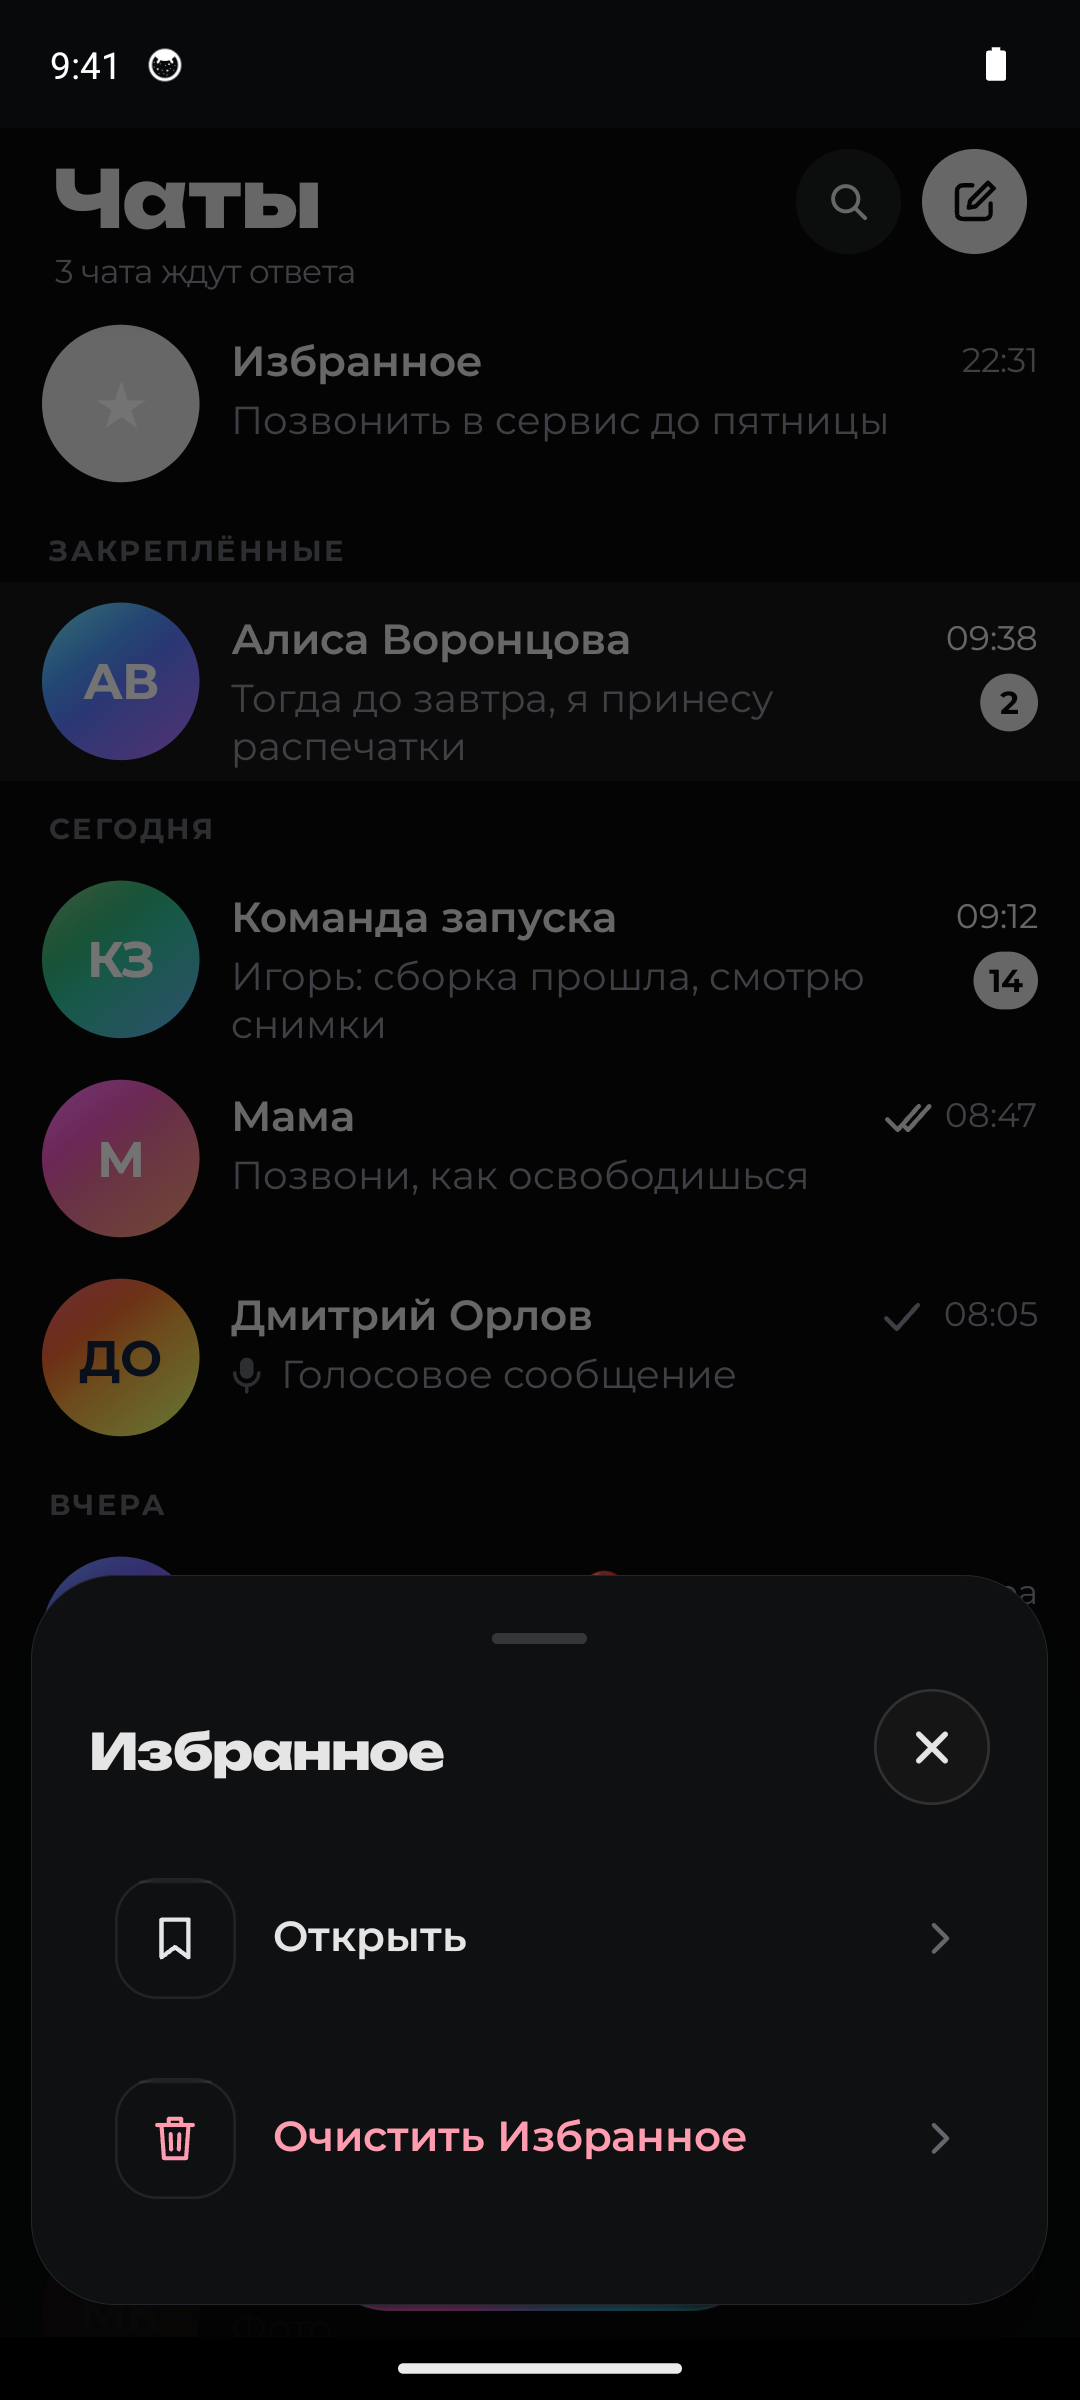 9:41
Чаты
3 чата ждут ответа
Избранное 22:31
Позвонить в сервис до пятницы
ЗАКРЕПЛЁННЫЕ
АВ Алиса Воронцова 09:38
Тогда до завтра, я принесу 2
распечатки
СЕГОДНЯ
КЗ Команда запуска 09:12
Игорь: сборка прошла, смотрю 14
снимки
М Мама 08:47
Позвони, как освободишься
ДО Дмитрий Орлов 08:05
Голосовое сообщение
ВЧЕРА
Избранное
Открыть
Очистить Избранное
Фото